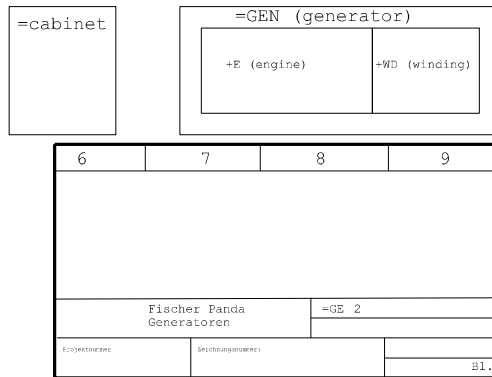 =cabinet
=GEN (generator)
+E (engine)
+WD (winding)
6 7 8 9
Fischer Panda
Generatoren
=GE 2
Projektnummer
Zeichnungsnummer:
Bl.